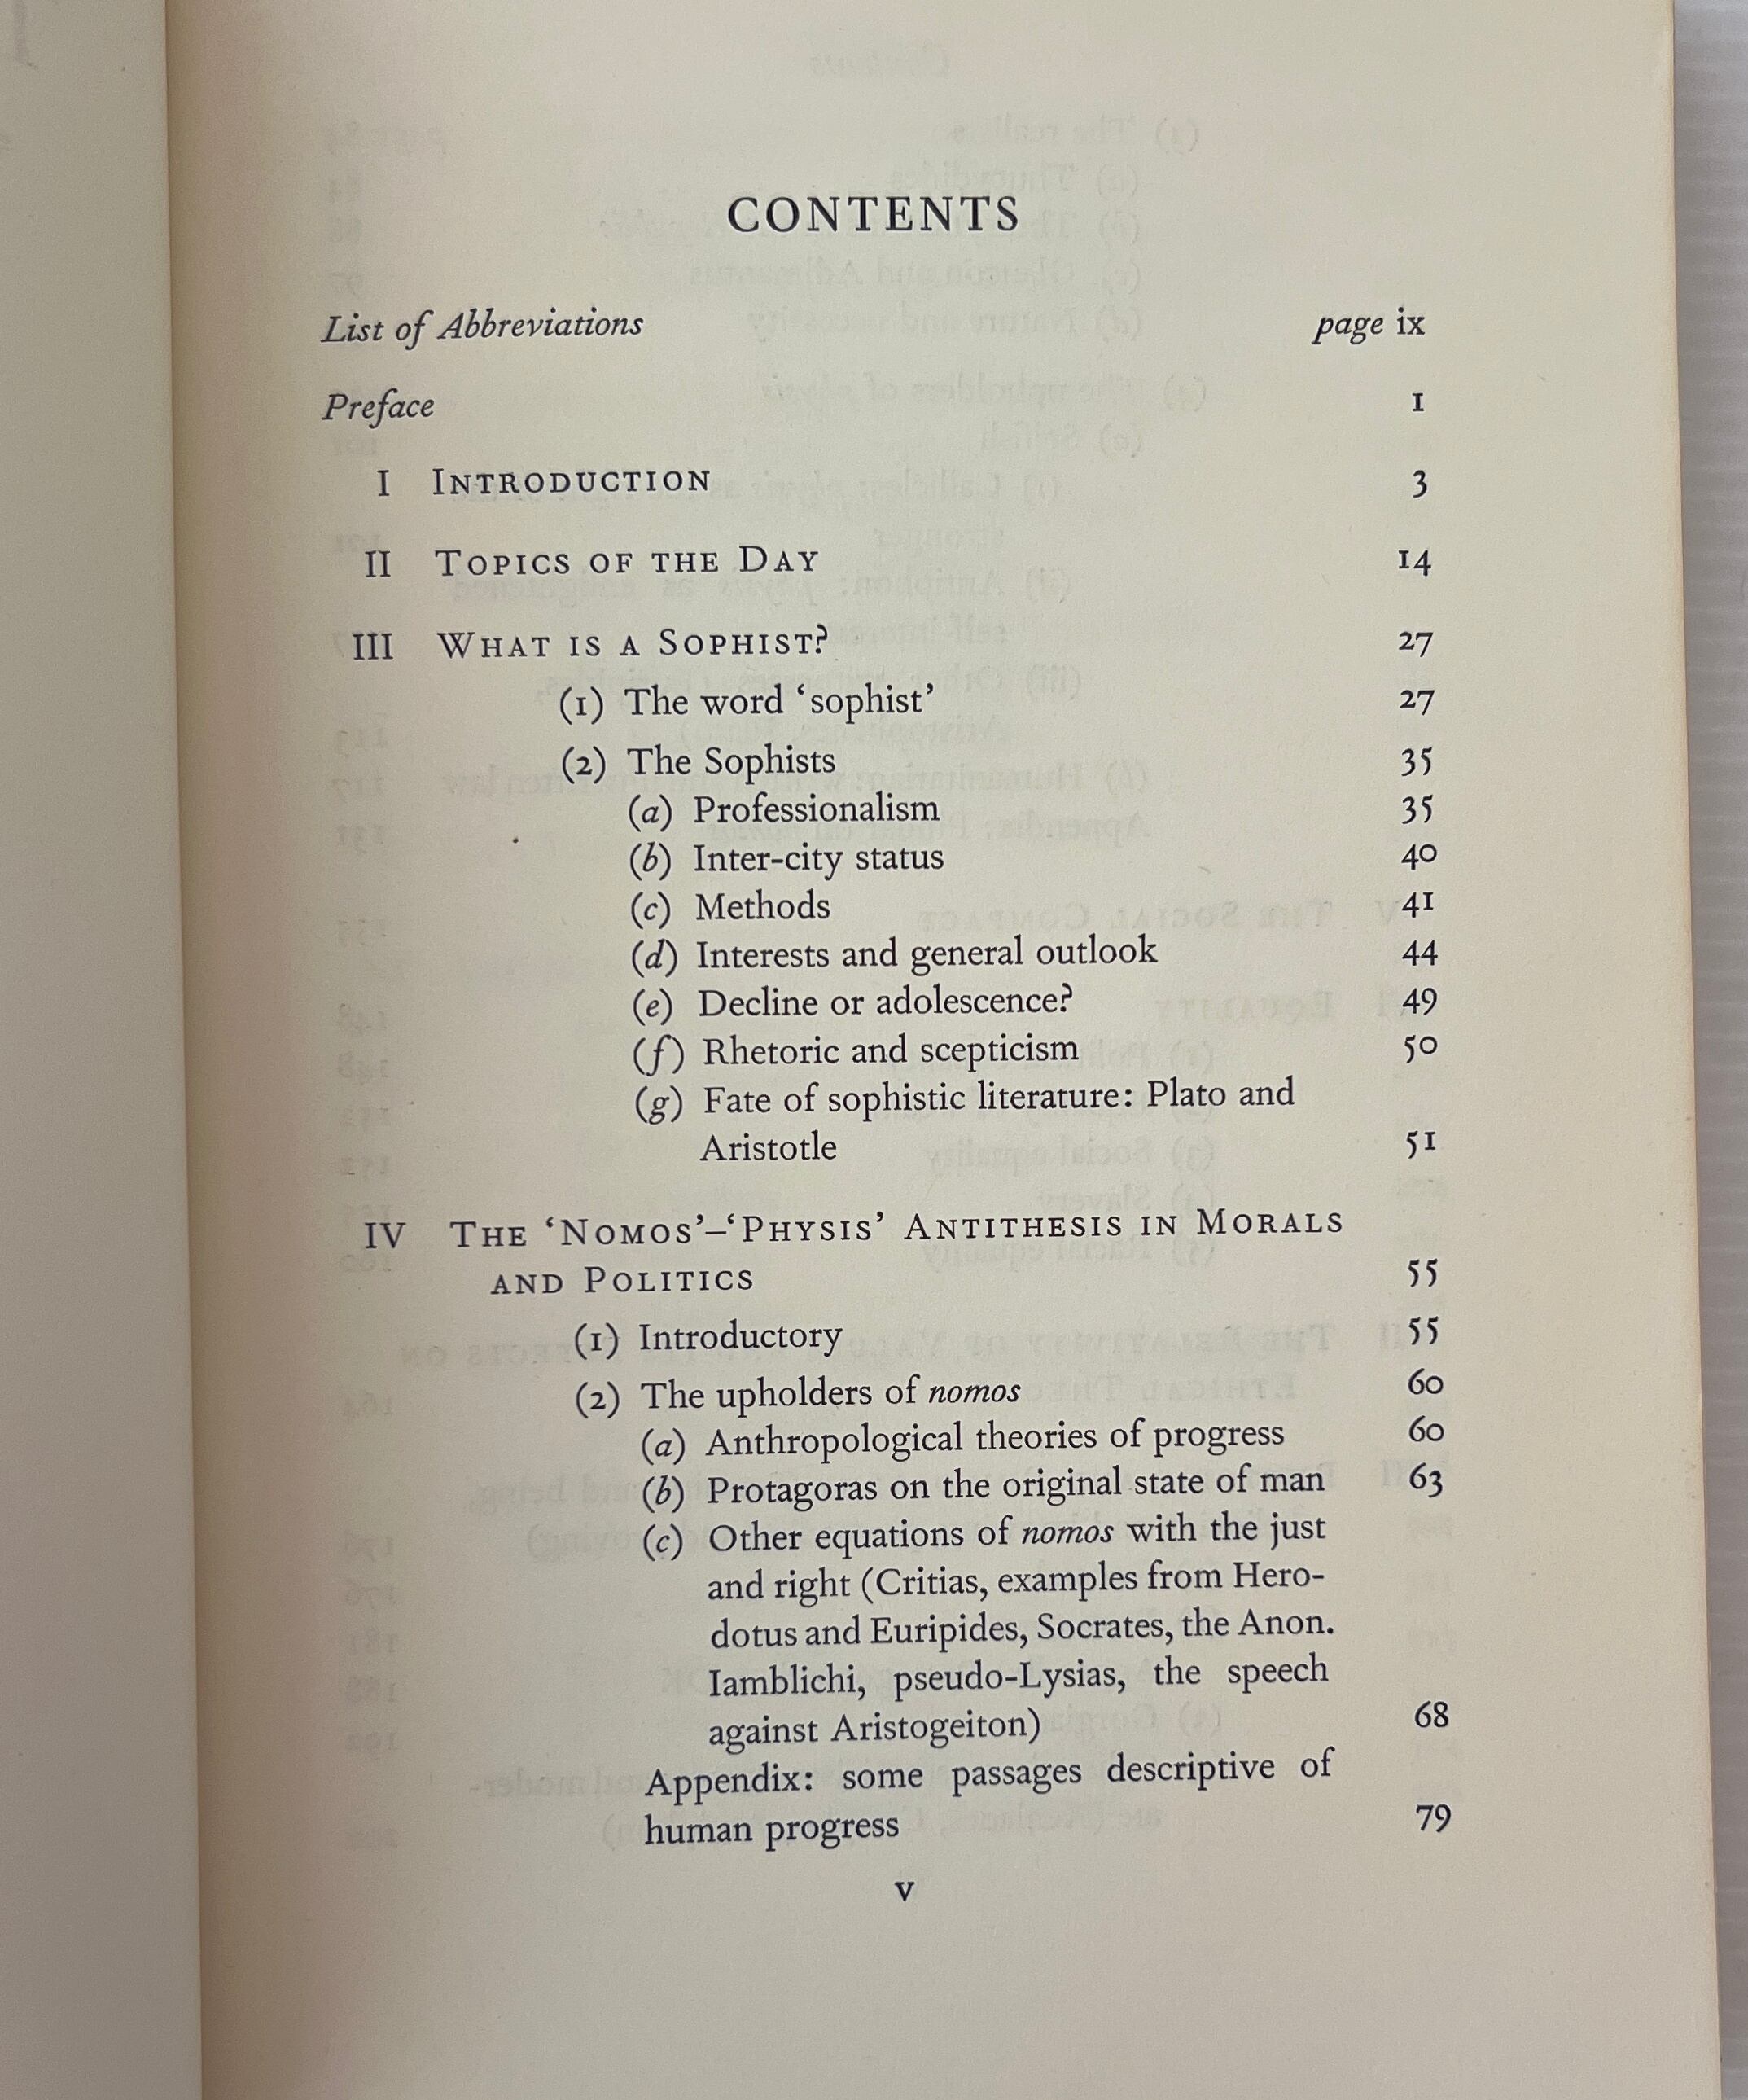 CONTENTS
List of Abbreviations page ix
Preface 1
I INTRODUCTION 3
II TOPICS OF THE DAY 14
III WHAT IS A SOPHIST? 27
(1) The word ‘sophist’ 27
(2) The Sophists 35
(a) Professionalism 35
(b) Inter-city status 40
(c) Methods 41
(d) Interests and general outlook 44
(e) Decline or adolescence? 49
(f) Rhetoric and scepticism 50
(g) Fate of sophistic literature: Plato and
Aristotle 51
IV THE ‘NOMOS’–‘PHYSIS’ ANTITHESIS IN MORALS
AND POLITICS 55
(1) Introductory 55
(2) The upholders of nomos 60
(a) Anthropological theories of progress 60
(b) Protagoras on the original state of man 63
(c) Other equations of nomos with the just
and right (Critias, examples from Hero-
dotus and Euripides, Socrates, the Anon.
Iamblichi, pseudo-Lysias, the speech
against Aristogeiton) 68
Appendix: some passages descriptive of
human progress 79
v